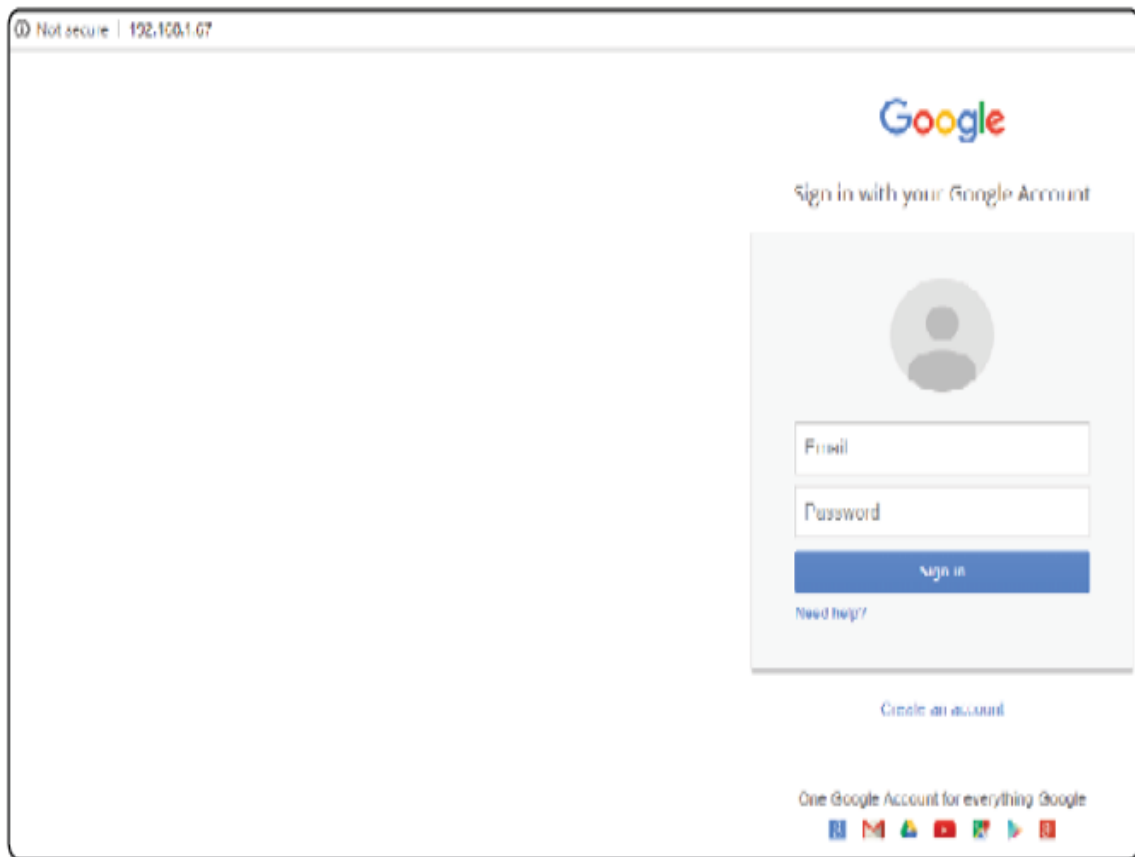 Not secure | 192.168.1.67
Google
Sign in with your Google Account
Email
Password
Sign in
Need help?
Create an account
One Google Account for everything Google